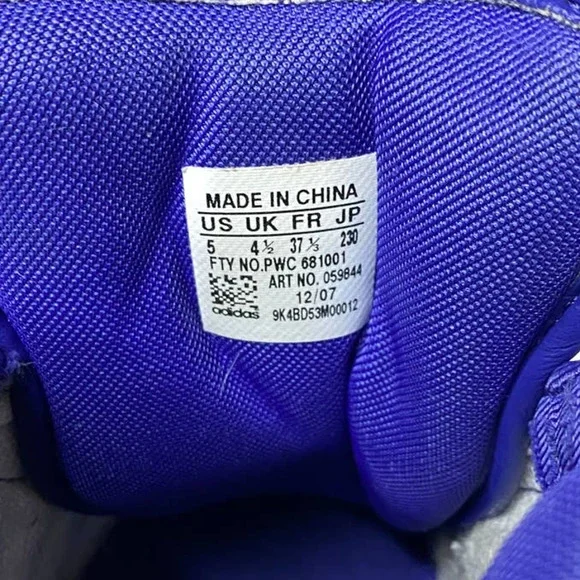 MADE IN CHINA
US UK FR JP
5 4½ 37⅓ 230
FTY NO.PWC 681001
ART NO. 059844
12/07
adidas 9K4BD53M00012